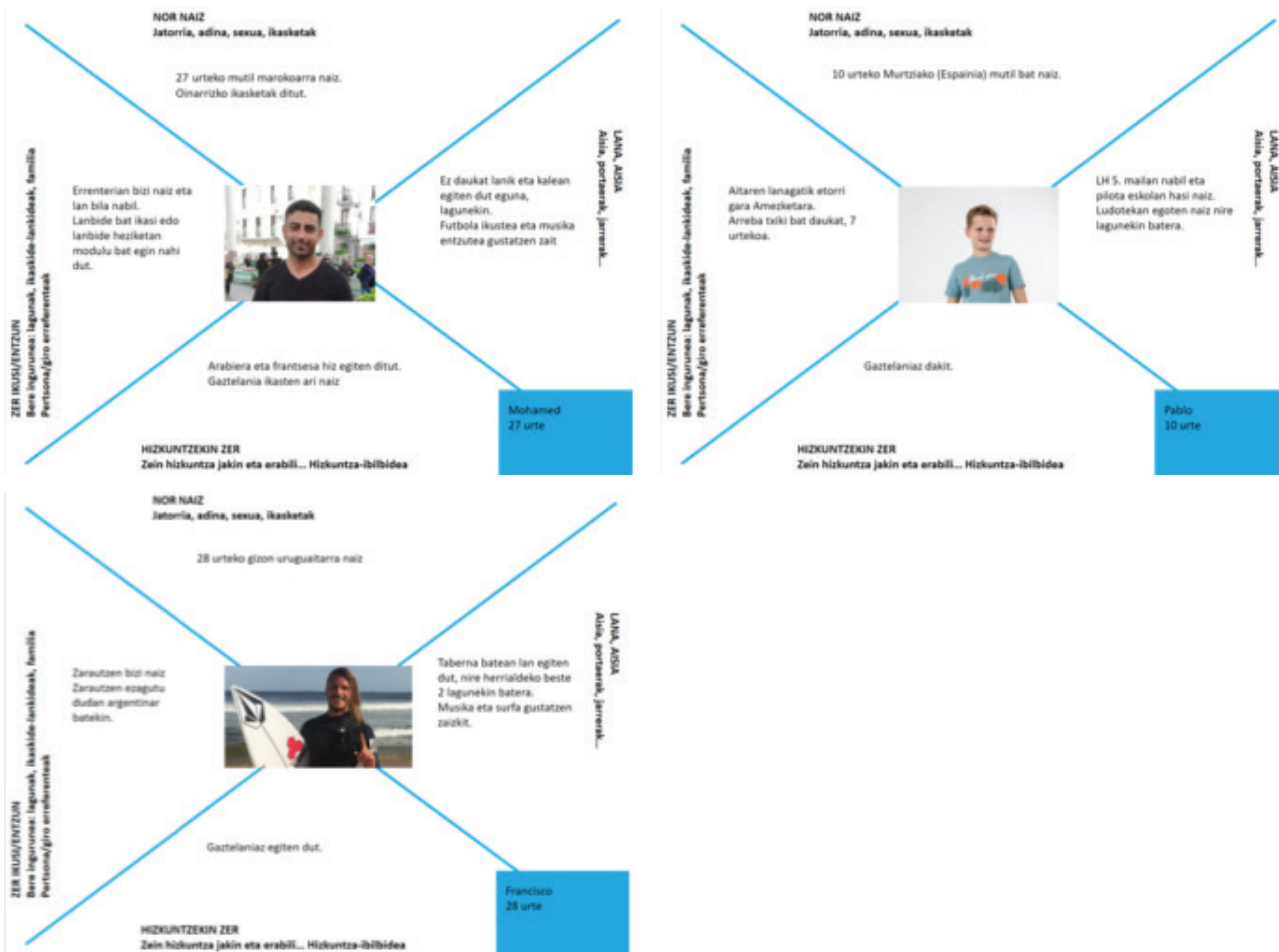 NOR NAIZ
Jatorria, adina, sexua, ikasketak
27 urteko mutil marokoarra naiz.
Oinarrizko ikasketak ditut.
ZER IKUSI/ENTZUN
Bere ingurunea: lagunak, ikaskide-lankideak, familia
Pertsona/giro erreferenteak
Errenterian bizi naiz eta
lan bila nabil.
Lanbide bat ikasi edo
lanbide heziketan
modulu bat egin nahi
dut.
Ez daukat lanik eta kalean
egiten dut eguna,
lagunekin.
Futbola ikustea eta musika
entzutea gustatzen zait
LANA, AISIA
Aisia, portaerak, jarrerak...
Arabiera eta frantsesa hiz egiten ditut.
Gaztelania ikasten ari naiz
Mohamed
27 urte
HIZKUNTZEKIN ZER
Zein hizkuntza jakin eta erabili... Hizkuntza-ibilbidea
NOR NAIZ
Jatorria, adina, sexua, ikasketak
10 urteko Murtziako (Espainia) mutil bat naiz.
ZER IKUSI/ENTZUN
Bere ingurunea: lagunak, ikaskide-lankideak, familia
Pertsona/giro erreferenteak
Aitaren lanagatik etorri
gara Amezketara.
Arreba txiki bat daukat, 7
urtekoa.
LH 5. mailan nabil eta
pilota eskolan hasi naiz.
Ludotekan egoten naiz nire
lagunekin batera.
LANA, AISIA
Aisia, portaerak, jarrerak...
Gaztelaniaz dakit.
Pablo
10 urte
HIZKUNTZEKIN ZER
Zein hizkuntza jakin eta erabili... Hizkuntza-ibilbidea
NOR NAIZ
Jatorria, adina, sexua, ikasketak
28 urteko gizon uruguaitarra naiz
ZER IKUSI/ENTZUN
Bere ingurunea: lagunak, ikaskide-lankideak, familia
Pertsona/giro erreferenteak
Zarautzen bizi naiz
Zarautzen ezagutu
dudan argentinar
batekin.
Taberna batean lan egiten
dut, nire herrialdeko beste
2 lagunekin batera.
Musika eta surfa gustatzen
zaizkit.
LANA, AISIA
Aisia, portaerak, jarrerak...
Gaztelaniaz egiten dut.
Francisco
28 urte
HIZKUNTZEKIN ZER
Zein hizkuntza jakin eta erabili... Hizkuntza-ibilbidea